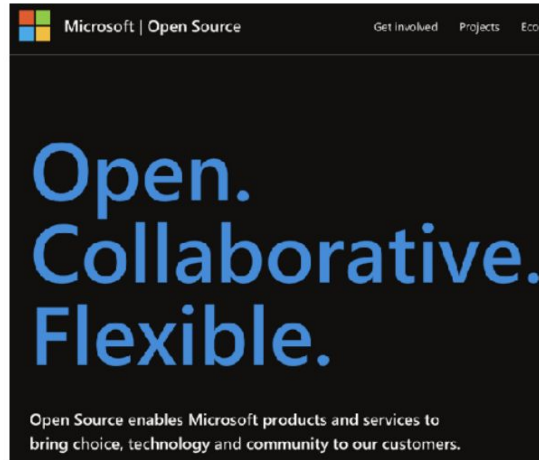 Microsoft | Open Source
Get involved Projects
Open.
Collaborative.
Flexible.
Open Source enables Microsoft products and services to
bring choice, technology and community to our customers.